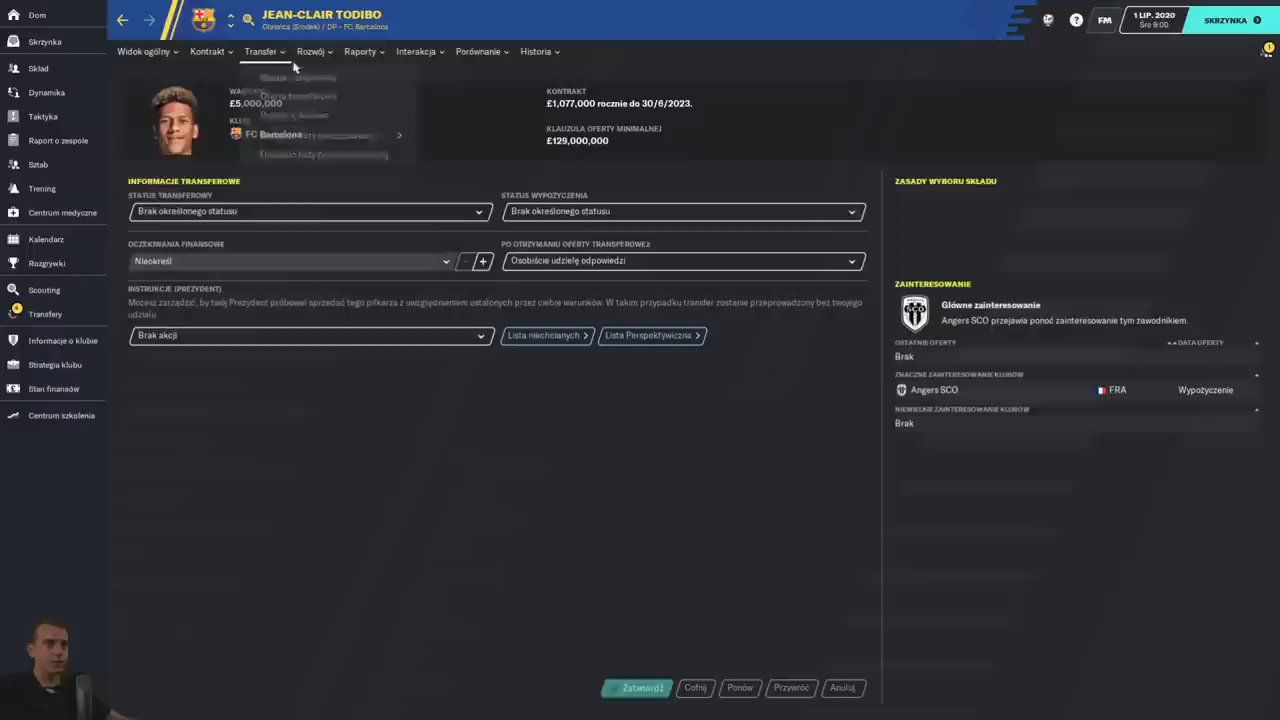 Dom
Skrzynka
Skład
Dynamika
Taktyka
Raport o zespole
Sztab
Trening
Centrum medyczne
Kalendarz
Rozgrywki
Scouting
4
Transfery
Informacje o klubie
Strategia klubu
Stan finansów
Centrum szkolenia
JEAN-CLAIR TODIBO
Obrońca (Środek) / DP - FC Barcelona
? FM 1 LIP. 2020 SKRZYNKA
Śro 9:00
Widok ogólny Kontrakt Transfer Rozwój Raporty Interakcja Porównanie Historia
1
£5,000,000
FC Barcelona
KONTRAKT
£1,077,000 rocznie do 30/6/2023.
KLAUZULA OFERTY MINIMALNEJ
£129,000,000
INFORMACJE TRANSFEROWE
STATUS TRANSFEROWY STATUS WYPOŻYCZENIA
Brak określonego statusu Brak określonego statusu
OCZEKIWANIA FINANSOWE PO OTRZYMANIU OFERTY TRANSFEROWEJ:
Nieokreśl - + Osobiście udzielę odpowiedzi
INSTRUKCJE (PREZYDENT)
Możesz zarządzić, by twój Prezydent próbował sprzedać tego piłkarza z uwzględnieniem ustalonych przez ciebie warunków. W takim przypadku transfer zostanie przeprowadzony bez twojego
udziału
Brak akcji Lista niechcianych Lista Perspektywiczna
ZASADY WYBORU SKŁADU
ZAINTERESOWANIE
Główne zainteresowanie
Angers SCO przejawia ponoć zainteresowanie tym zawodnikiem.
OSTATNIE OFERTY DATA OFERTY
Brak
ZNACZNE ZAINTERESOWANIE KLUBÓW
Angers SCO FRA Wypożyczenie
NIEWIELKIE ZAINTERESOWANIE KLUBÓW
Brak
Zatwierdź Cofnij Ponów Przywróć Anuluj